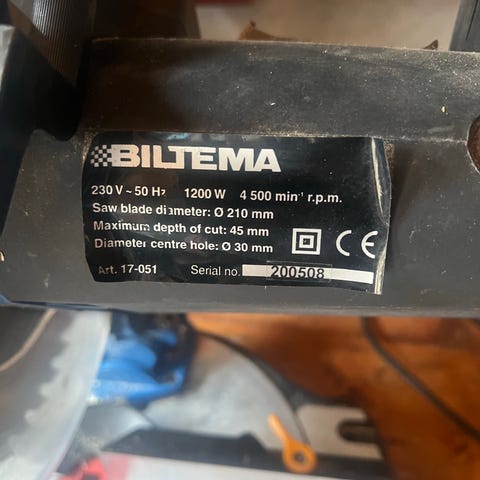 BILTEMA
230 V ~ 50 Hz 1200 W 4 500 min⁻¹ r.p.m.
Saw blade diameter: Ø 210 mm
Maximum depth of cut: 45 mm
Diameter centre hole: Ø 30 mm
CE
Art. 17-051 Serial no. 200508